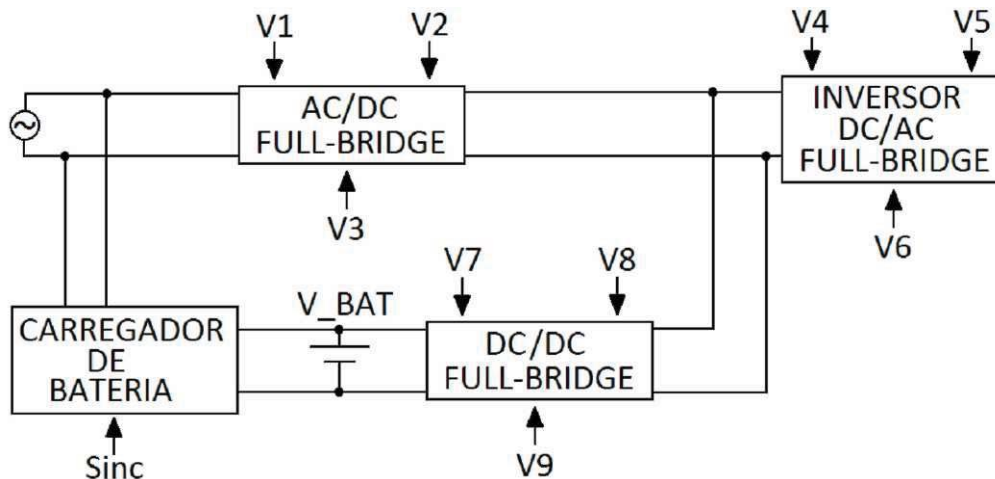 V1
V2
V4
V5
AC/DC
FULL-BRIDGE
INVERSOR
DC/AC
FULL-BRIDGE
V3
V6
V7
V8
V_BAT
CARREGADOR
DE
BATERIA
DC/DC
FULL-BRIDGE
Sinc
V9